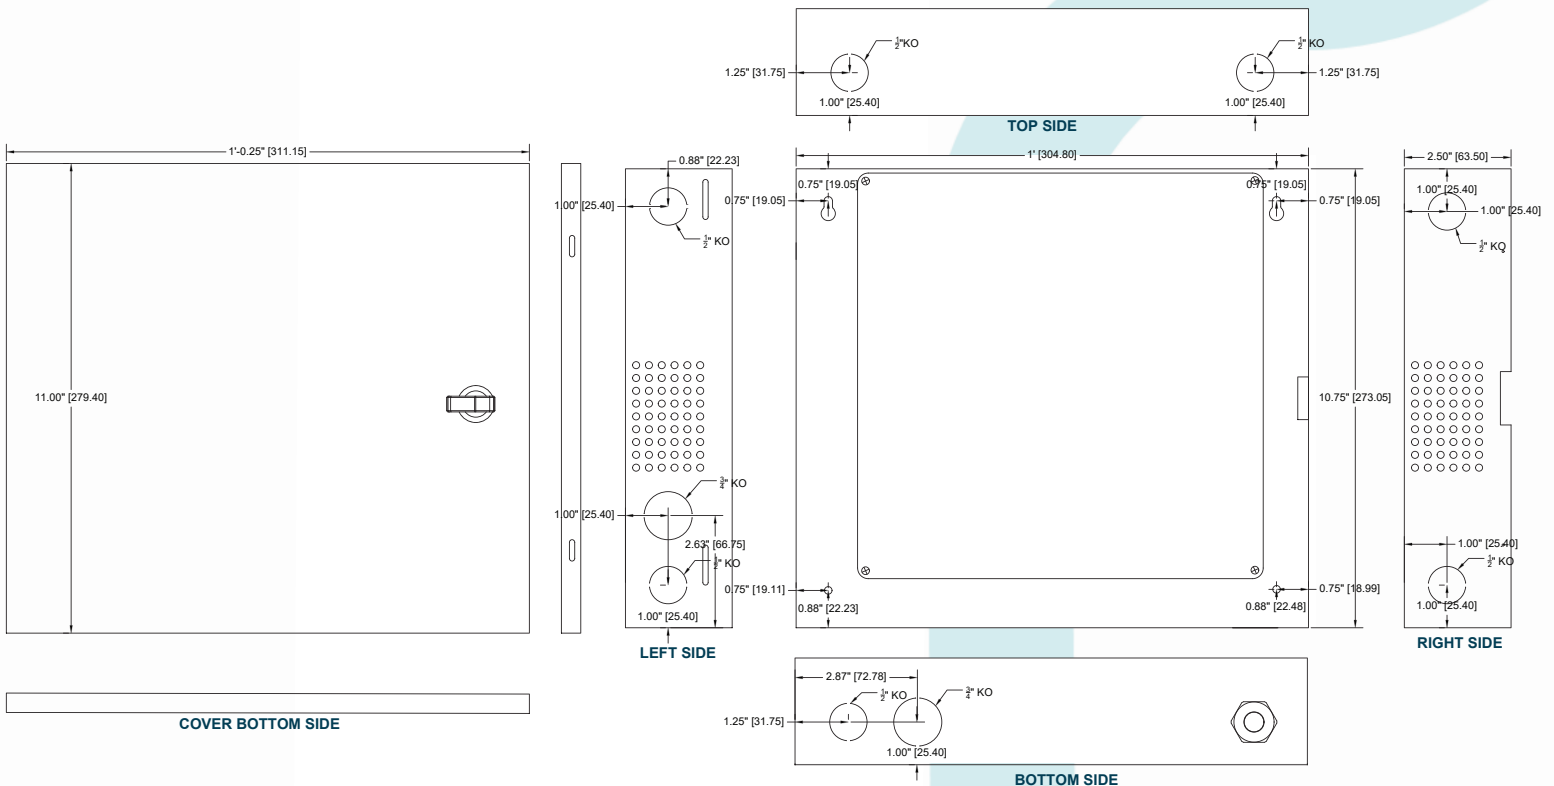 ½"KO
½" KO
1.25" [31.75]
1.25" [31.75]
1.00" [25.40]
1.00" [25.40]
TOP SIDE
1'-0.25" [311.15]
11.00" [279.40]
COVER BOTTOM SIDE
0.88" [22.23]
1.00" [25.40]
½" KO
¾" KO
1.00" [25.40]
2.63" [66.75]
½" KO
1.00" [25.40]
LEFT SIDE
1' [304.80]
0.75" [19.05]
0.75" [19.05]
0.75" [19.05]
0.75" [19.05]
10.75" [273.05]
0.75" [19.11]
0.75" [18.99]
0.88" [22.23]
0.88" [22.48]
2.50" [63.50]
1.00" [25.40]
1.00" [25.40]
½" KO
1.00" [25.40]
½" KO
1.00" [25.40]
RIGHT SIDE
2.87" [72.78]
½" KO
¾" KO
1.25" [31.75]
1.00" [25.40]
BOTTOM SIDE